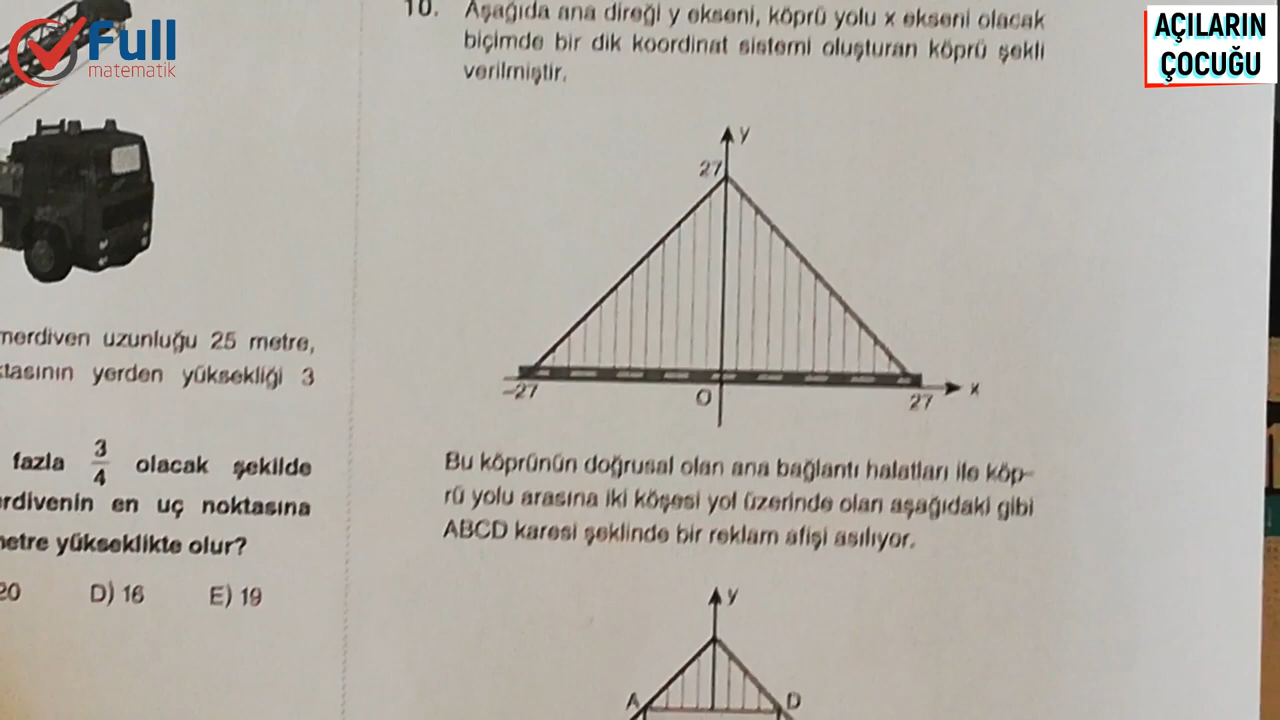 Full
matematik
AÇILARIN
ÇOCUĞU
merdiven uzunluğu 25 metre,
ktasının yerden yüksekliği 3
fazla 3/4 olacak şekilde
erdivenin en uç noktasına
metre yükseklikte olur?
20 D) 16 E) 19
10. Aşağıda ana direği y ekseni, köprü yolu x ekseni olacak
biçimde bir dik koordinat sistemi oluşturan köprü şekli
verilmiştir.
y
27
-27 O 27 x
Bu köprünün doğrusal olan ana bağlantı halatları ile köp-
rü yolu arasına iki köşesi yol üzerinde olan aşağıdaki gibi
ABCD karesi şeklinde bir reklam afişi asılıyor.
y
A D